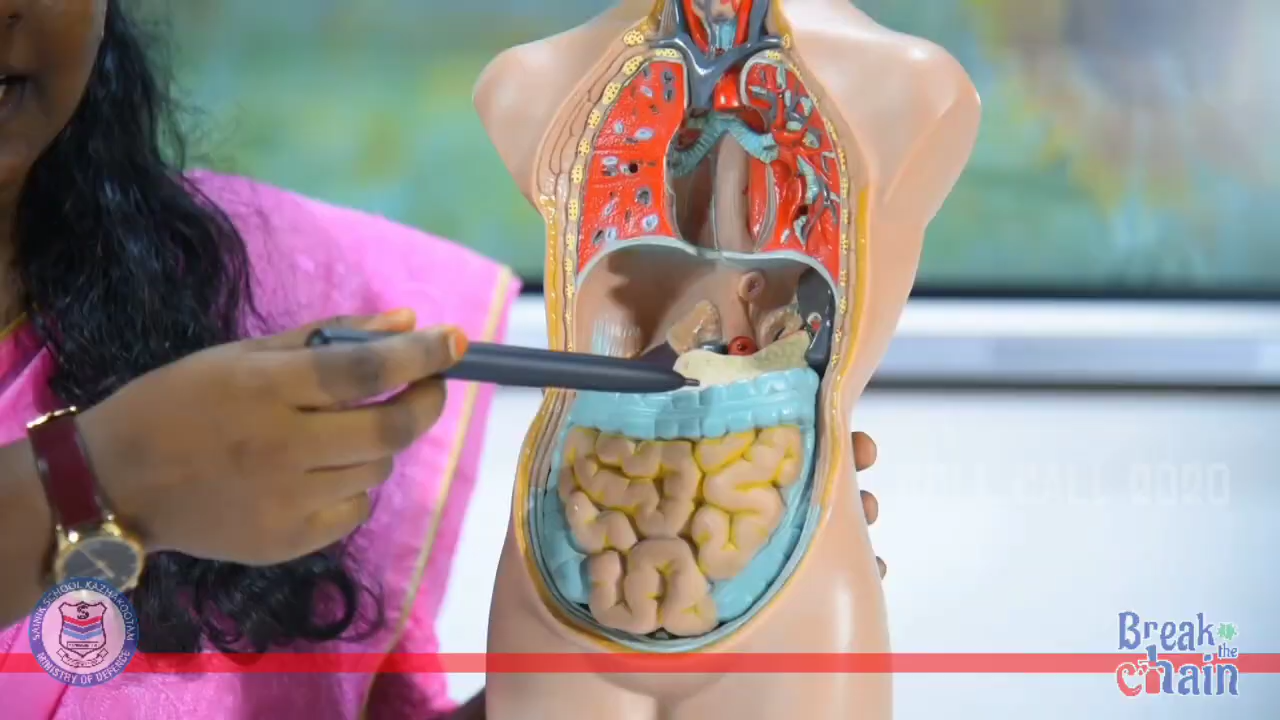 SAINIK SCHOOL KAZHAKOOTAM
MINISTRY OF DEFENCE
Break
the
chain